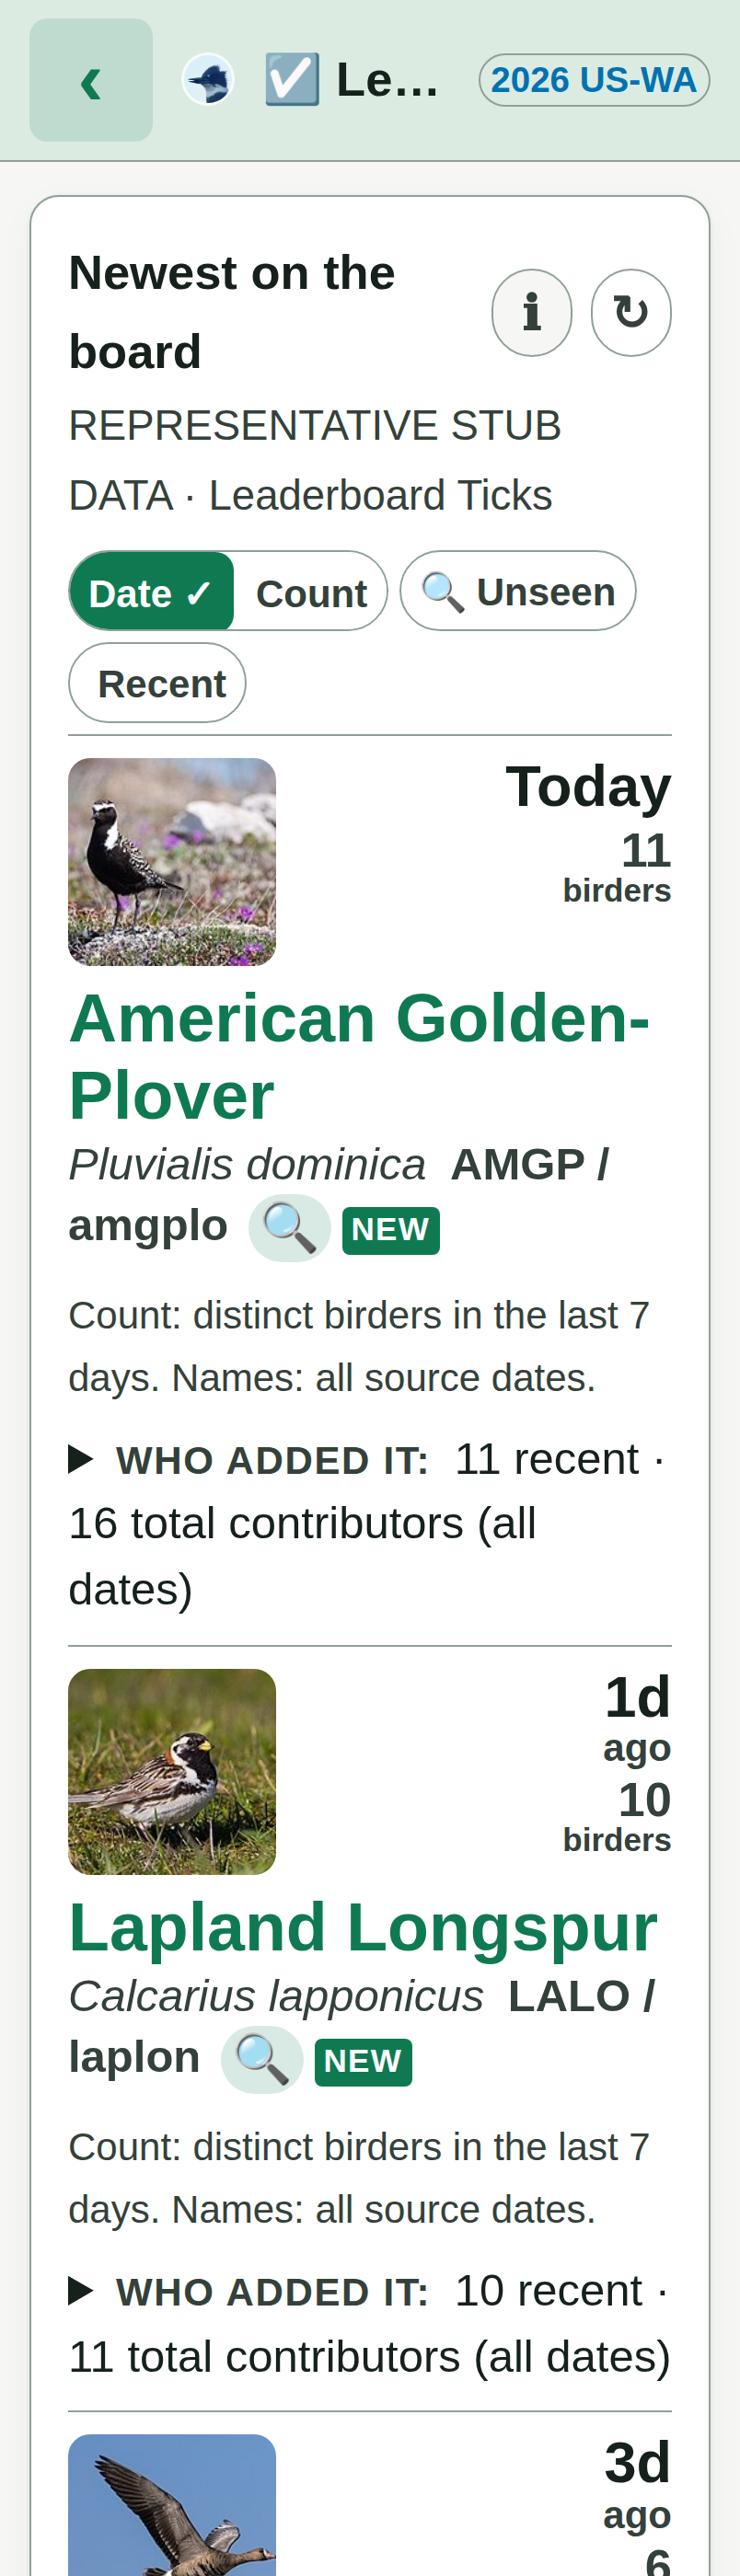 ‹ ☑ Le... 2026 US-WA
Newest on the
board
ℹ ↻
REPRESENTATIVE STUB
DATA · Leaderboard Ticks
Date ✓ Count 🔍 Unseen
Recent
Today
11
birders
American Golden-
Plover
Pluvialis dominica AMGP /
amgplo 🔍 NEW
Count: distinct birders in the last 7
days. Names: all source dates.
▶ WHO ADDED IT: 11 recent ·
16 total contributors (all
dates)
1d
ago
10
birders
Lapland Longspur
Calcarius lapponicus LALO /
laplon 🔍 NEW
Count: distinct birders in the last 7
days. Names: all source dates.
▶ WHO ADDED IT: 10 recent ·
11 total contributors (all dates)
3d
ago
6